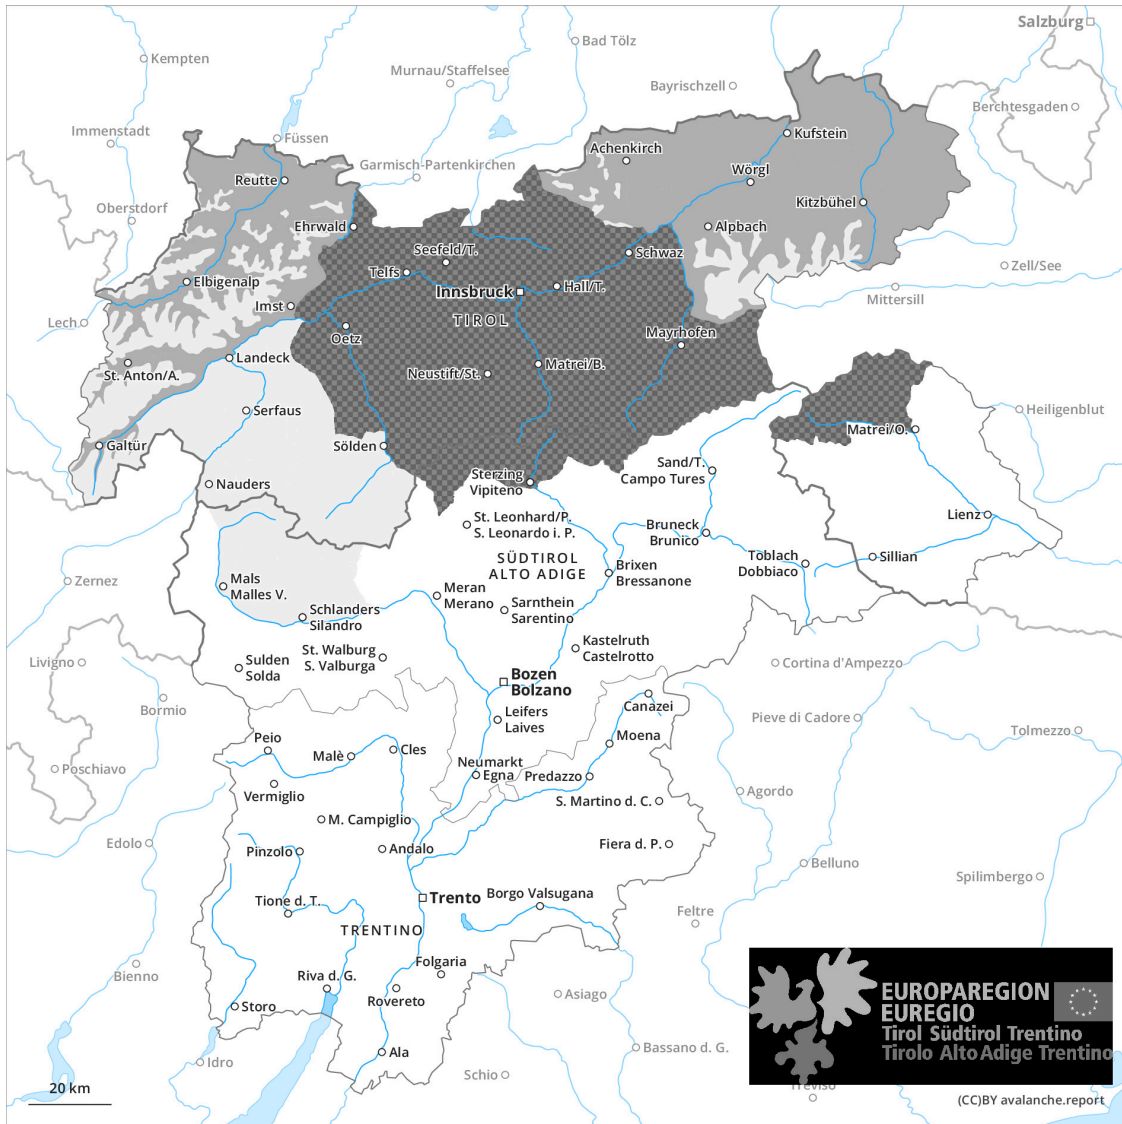 Salzburg
Bad Tölz
Kempten
Murnau/Staffelsee
Bayrischzell
Berchtesgaden
Immenstadt
Füssen
Kufstein
Achenkirch
Garmisch-Partenkirchen
Wörgl
Reutte
Kitzbühel
Oberstdorf
Ehrwald
Alpbach
Seefeld/T.
Schwaz
Zell/See
Telfs
Elbigenalp
Innsbruck
Hall/T.
Mittersill
Imst
TIROL
Lech
Oetz
Mayrhofen
Landeck
Matrei/B.
St. Anton/A.
Neustift/St.
Serfaus
Heiligenblut
Matrei/O.
Galtür
Sölden
Sand/T.
Campo Tures
Sterzing
Vipiteno
Nauders
St. Leonhard/P.
S. Leonardo i. P.
Bruneck
Brunico
Lienz
SÜDTIROL
ALTO ADIGE
Toblach
Dobbiaco
Sillian
Brixen
Bressanone
Zernez
Mals
Malles V.
Meran
Merano
Sarnthein
Sarentino
Schlanders
Silandro
Kastelruth
Castelrotto
St. Walburg
S. Valburga
Livigno
Sulden
Solda
Cortina d'Ampezzo
Bozen
Bolzano
Bormio
Canazei
Leifers
Laives
Pieve di Cadore
Tolmezzo
Peio
Moena
Malè
Cles
Neumarkt
Egna
Predazzo
Poschiavo
Vermiglio
Agordo
S. Martino d. C.
M. Campiglio
Edolo
Pinzolo
Andalo
Fiera d. P.
Belluno
Spilimbergo
Tione d. T.
Trento
Borgo Valsugana
Feltre
TRENTINO
Bienno
Riva d. G.
Folgaria
Storo
Rovereto
Asiago
EUROPAREGION
EUREGIO
Tirol Südtirol Trentino
Tirolo Alto Adige Trentino
Idro
Ala
Bassano d. G.
Schio
Treviso
20 km
(CC)BY avalanche.report